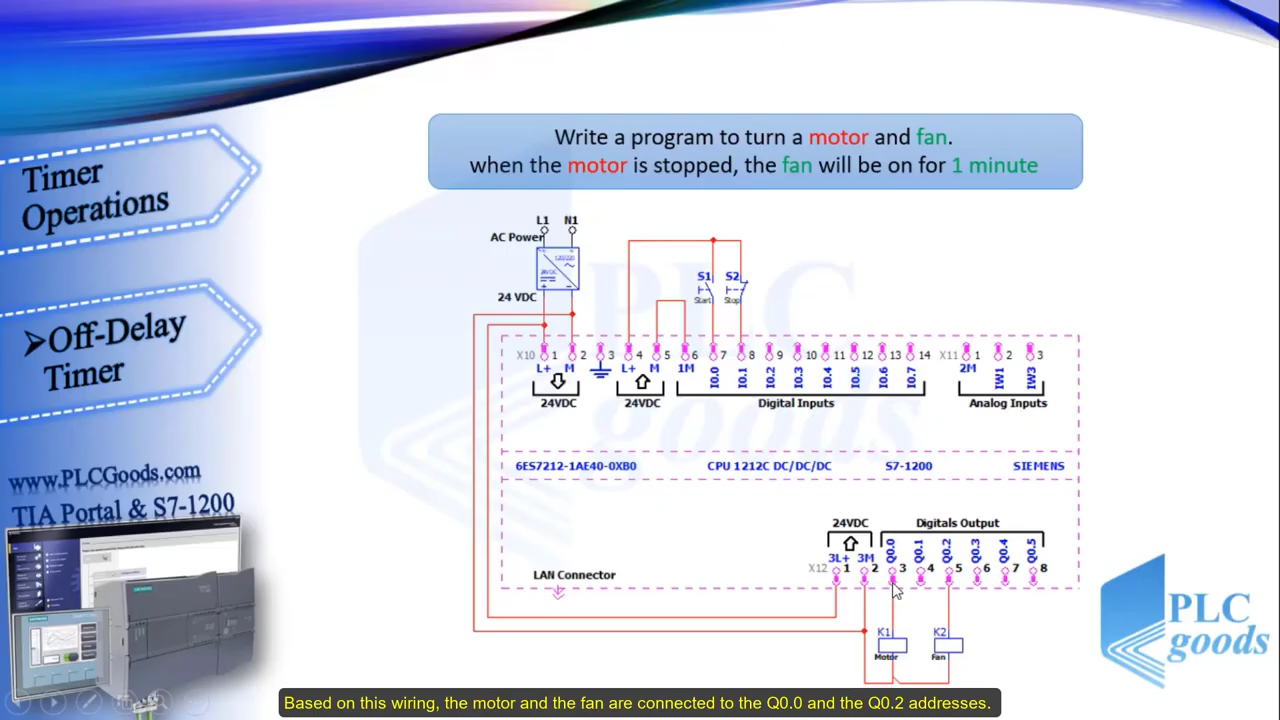 Timer
Operations
➤Off-Delay
Timer
www.PLCGoods.com
TIA Portal & S7-1200
Write a program to turn a motor and fan.
when the motor is stopped, the fan will be on for 1 minute
L1 N1
AC Power
24 VDC
S1 S2
Start Stop
X10 1 2 3 4 5 6 7 8 9 10 11 12 13 14 X11 1 2 3
L+ M L+ M 1M I0.0 I0.1 I0.2 I0.3 I0.4 I0.5 I0.6 I0.7 2M IW1 IW3
24VDC 24VDC Digital Inputs Analog Inputs
6ES7212-1AE40-0XB0 CPU 1212C DC/DC/DC S7-1200 SIEMENS
24VDC Digitals Output
3L+ 3M Q0.0 Q0.1 Q0.2 Q0.3 Q0.4 Q0.5
X12 1 2 3 4 5 6 7 8
LAN Connector
K1 K2
Motor Fan
PLC
goods
PLC
goods
Based on this wiring, the motor and the fan are connected to the Q0.0 and the Q0.2 addresses.